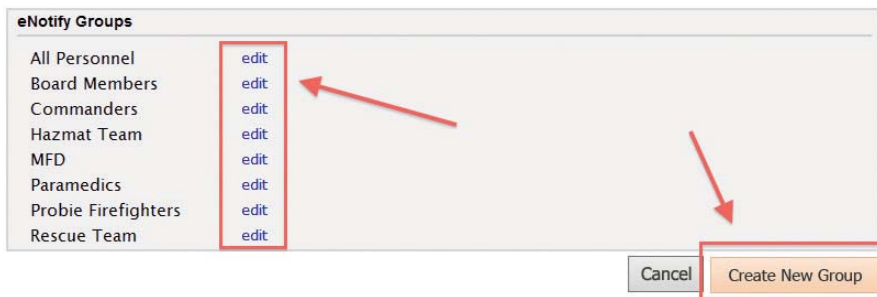 eNotify Groups
All Personnel edit
Board Members edit
Commanders edit
Hazmat Team edit
MFD edit
Paramedics edit
Probie Firefighters edit
Rescue Team edit
Cancel Create New Group